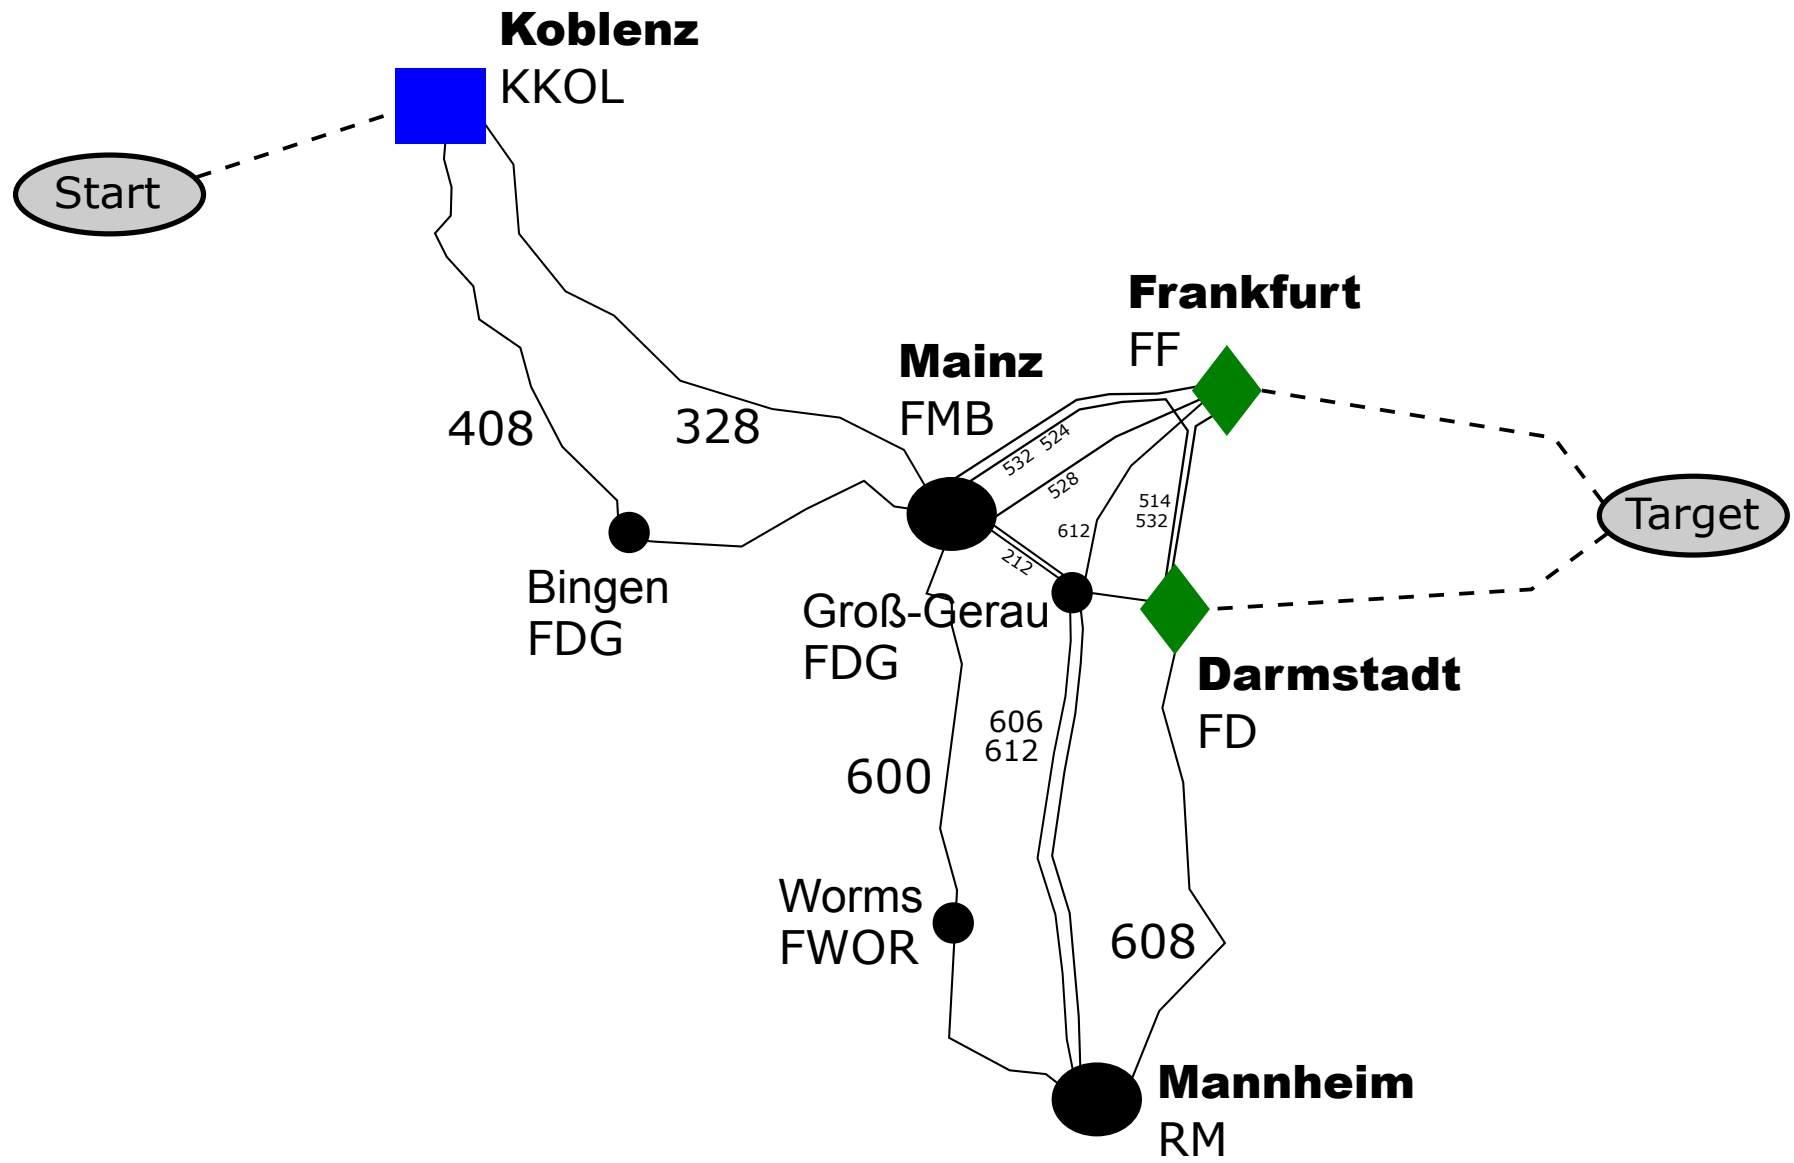 Koblenz
KKOL
Start
Frankfurt
FF
Mainz
FMB
408
328
532 524
528
514
532
612
Target
212
Bingen
FDG
Groß-Gerau
FDG
Darmstadt
FD
606
612
600
Worms
FWOR
608
Mannheim
RM